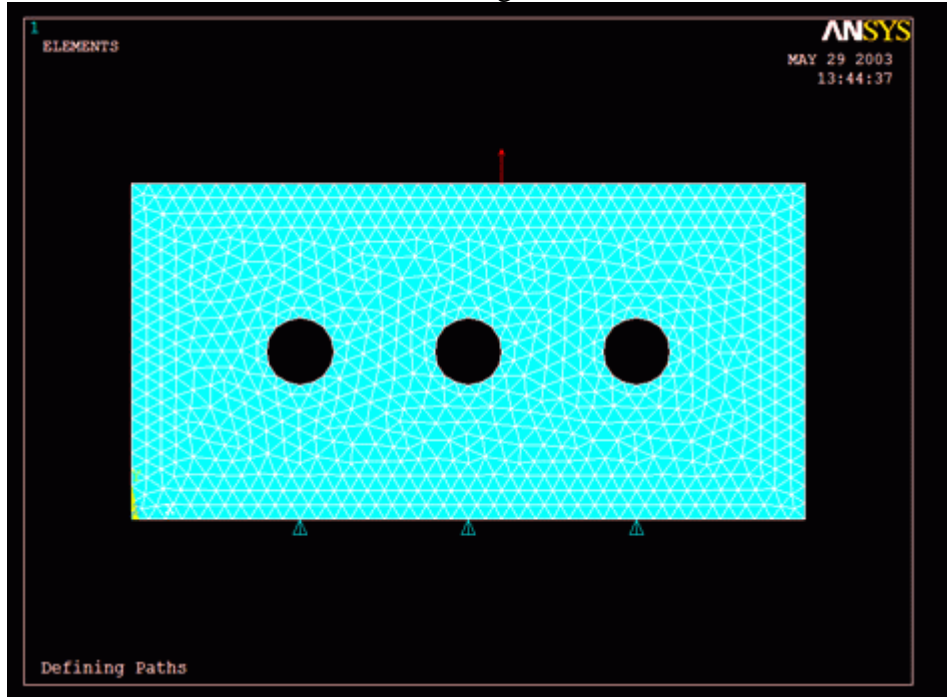 1
ELEMENTS
ANSYS
MAY 29 2003
13:44:37
X
Defining Paths